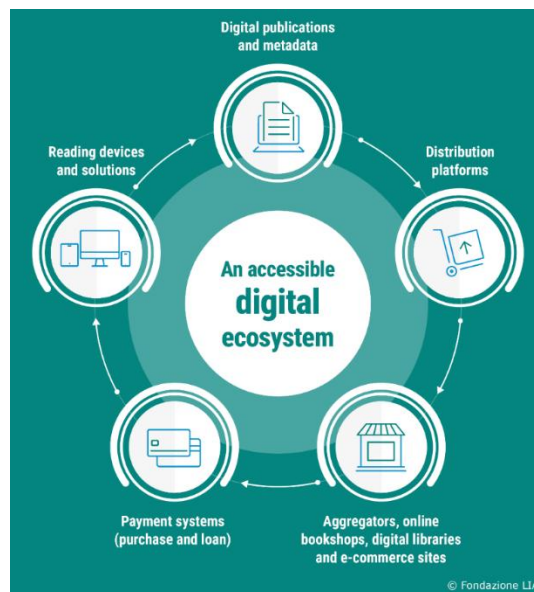 Digital publications
and metadata
Reading devices
and solutions
Distribution
platforms
An accessible
digital
ecosystem
Payment systems
(purchase and loan)
Aggregators, online
bookshops, digital libraries
and e-commerce sites
© Fondazione LIA